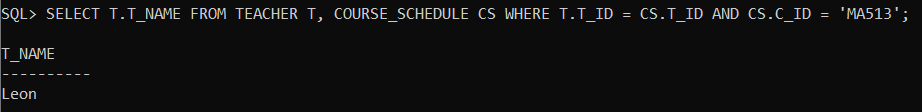 SQL> SELECT T.T_NAME FROM TEACHER T, COURSE_SCHEDULE CS WHERE T.T_ID = CS.T_ID AND CS.C_ID = 'MA513';
T_NAME
----------
Leon